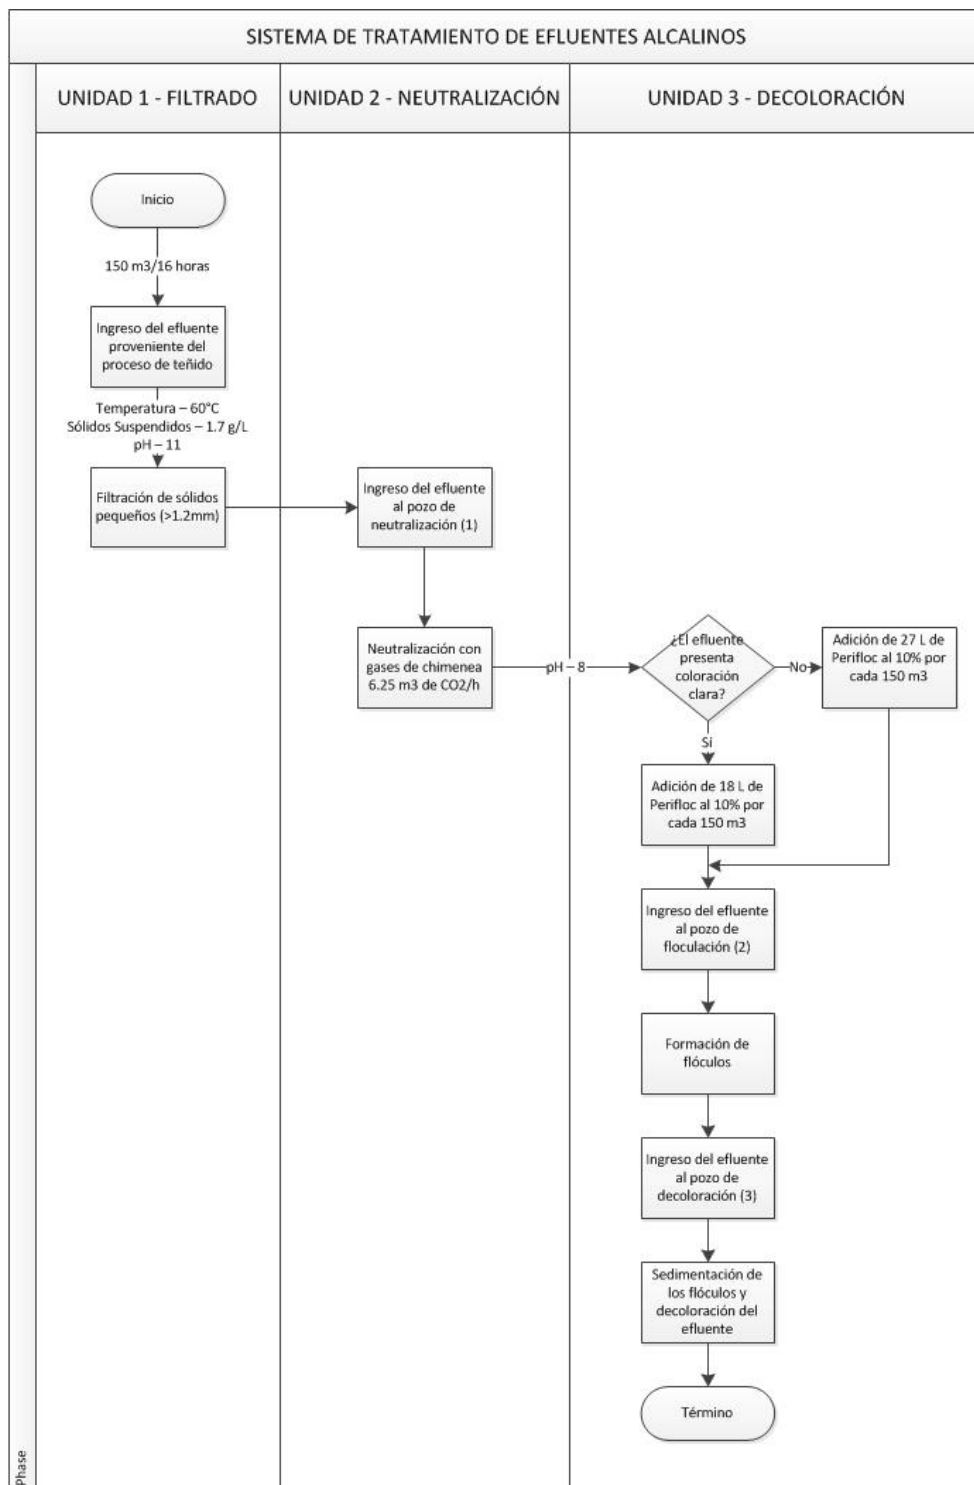 SISTEMA DE TRATAMIENTO DE EFLUENTES ALCALINOS
UNIDAD 1 - FILTRADO
UNIDAD 2 - NEUTRALIZACIÓN
UNIDAD 3 - DECOLORACIÓN
Inicio
150 m3/16 horas
Ingreso del efluente
proveniente del
proceso de teñido
Temperatura – 60°C
Sólidos Suspendidos – 1.7 g/L
pH – 11
Filtración de sólidos
pequeños (>1.2mm)
Ingreso del efluente
al pozo de
neutralización (1)
Neutralización con
gases de chimenea
6.25 m3 de CO2/h
pH – 8
¿El efluente
presenta
coloración
clara?
No
Adición de 27 L de
Perifloc al 10% por
cada 150 m3
Sí
Adición de 18 L de
Perifloc al 10% por
cada 150 m3
Ingreso del efluente
al pozo de
floculación (2)
Formación de
flóculos
Ingreso del efluente
al pozo de
decoloración (3)
Sedimentación de
los flóculos y
decoloración del
efluente
Término
Phase